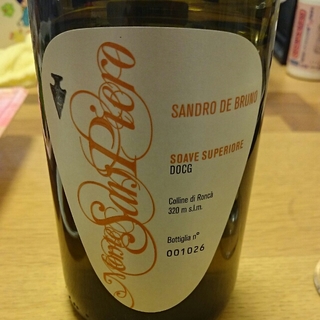 Monte San Piero
SANDRO DE BRUNO
SOAVE SUPERIORE
DOCG
Colline di Roncà
320 m s.l.m.
Bottiglia n°
001026